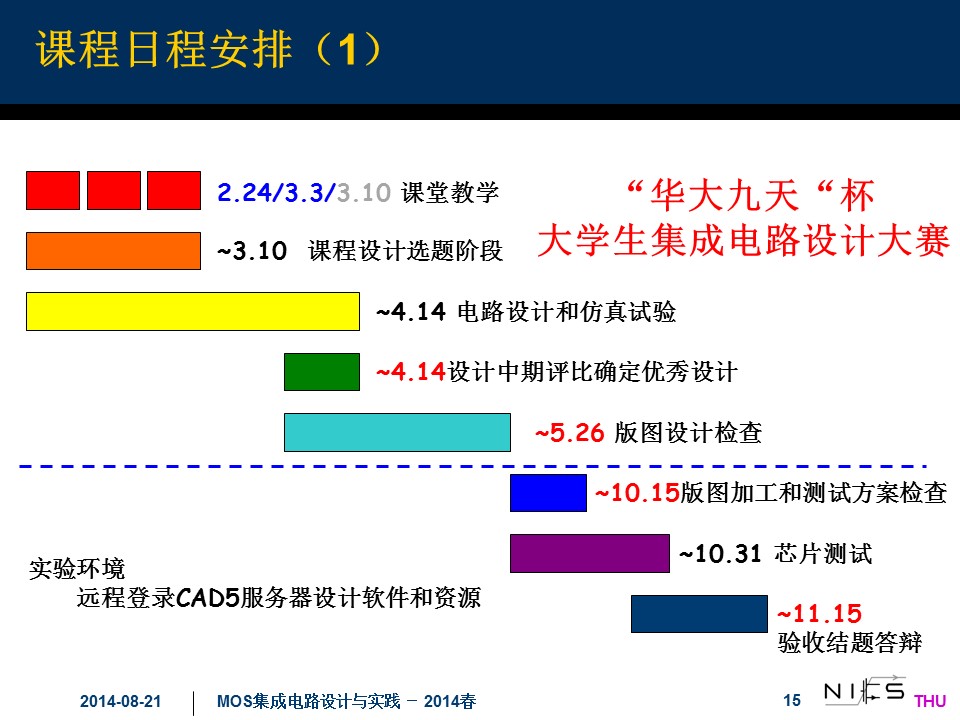 课程日程安排（1）
2.24/3.3/3.10 课堂教学
“华大九天“杯
大学生集成电路设计大赛
~3.10 课程设计选题阶段
~4.14 电路设计和仿真试验
~4.14设计中期评比确定优秀设计
~5.26 版图设计检查
~10.15版图加工和测试方案检查
~10.31 芯片测试
实验环境
远程登录CAD5服务器设计软件和资源
~11.15
验收结题答辩
2014-08-21
MOS集成电路设计与实践 － 2014春
15
NICS
THU